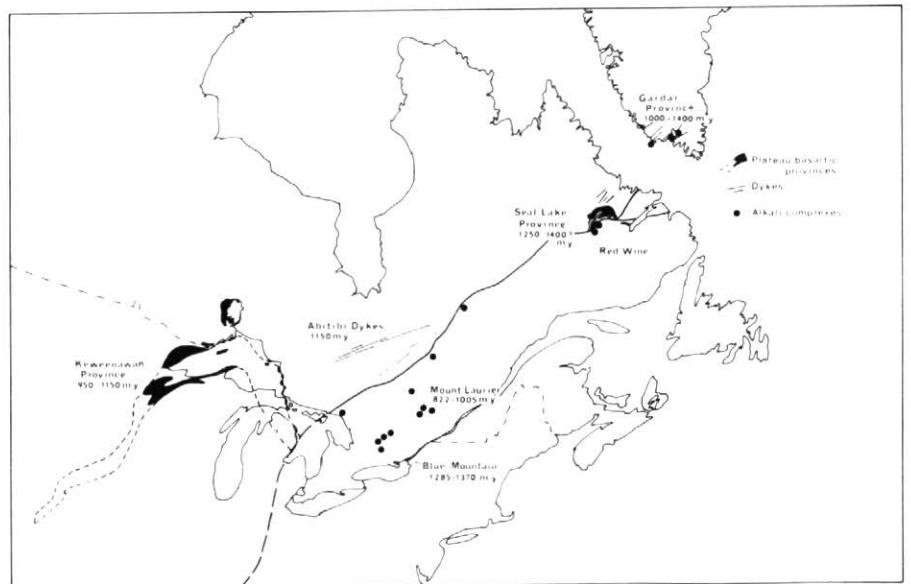 Gardar
Province
1000-1400 m y
Plateau basaltic
provinces
Dykes
Alkali complexes
Seal Lake
Province
1250-1400?
m y
Red Wine
Abitibi Dykes
1150 m y
Keweenawan
Province
950-1150 m y
Mount Laurier
822-1005 m y
Blue Mountain
1285-1370 m y